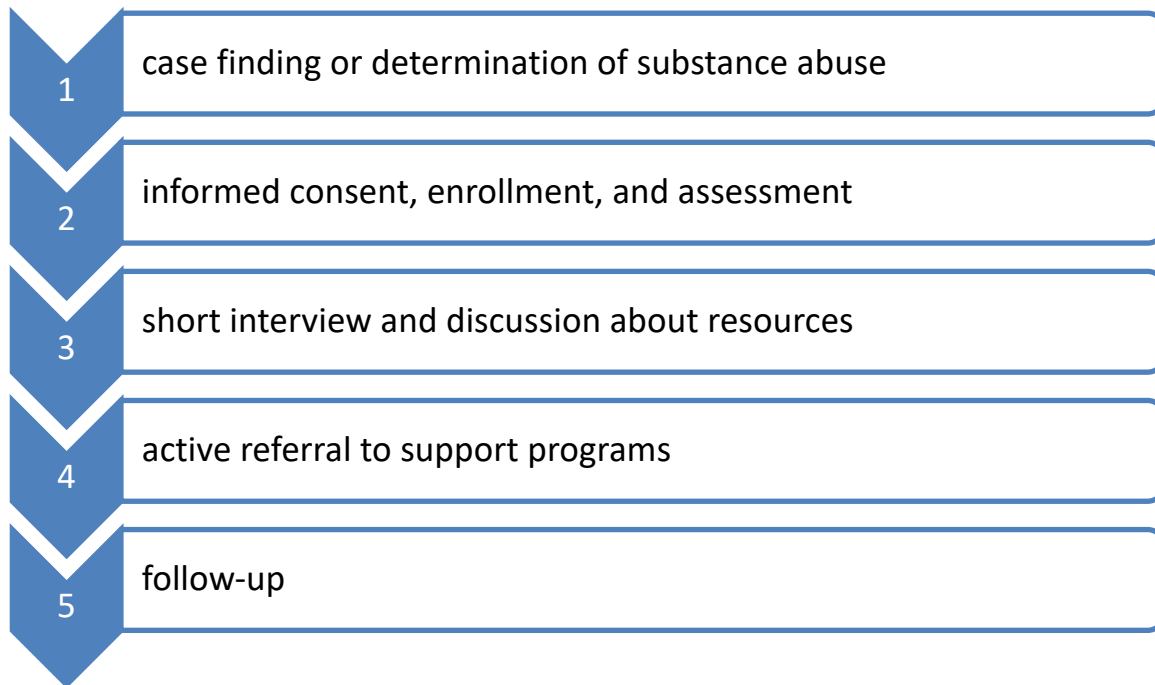 1
case finding or determination of substance abuse
2
informed consent, enrollment, and assessment
3
short interview and discussion about resources
4
active referral to support programs
5
follow-up